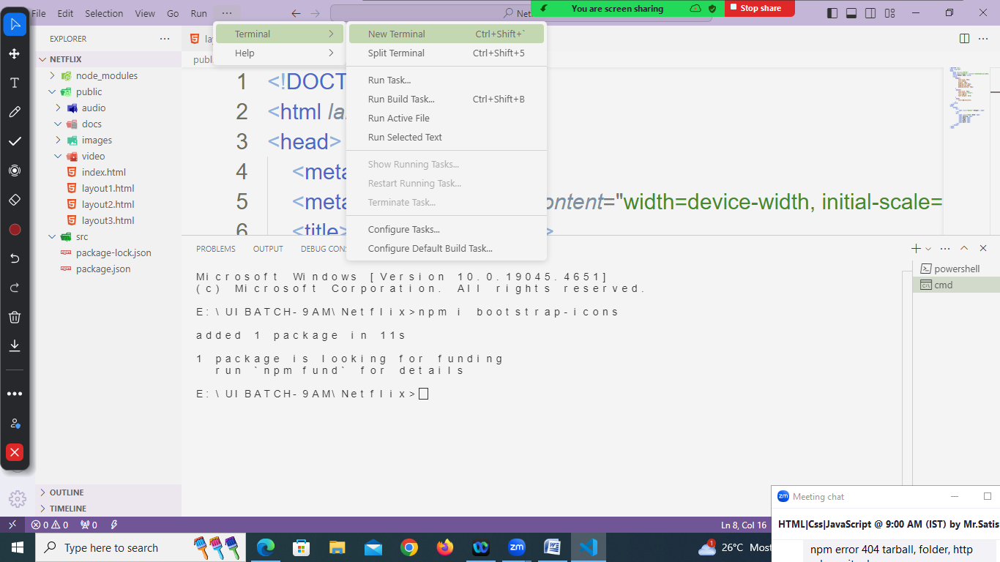 File Edit Selection View Go Run ··· Net
You are screen sharing Stop share
EXPLORER ···
NETFLIX
node_modules
public
audio
docs
images
video
index.html
layout1.html
layout2.html
layout3.html
src
package-lock.json
package.json
OUTLINE
TIMELINE
Terminal
Help
New Terminal Ctrl+Shift+`
Split Terminal Ctrl+Shift+5
Run Task...
Run Build Task... Ctrl+Shift+B
Run Active File
Run Selected Text
Show Running Tasks...
Restart Running Task...
Terminate Task...
Configure Tasks...
Configure Default Build Task...
1 <!DOCT
2 <html la
3 <head>
4 <meta
5 <meta ontent="width=device-width, initial-scale=
6 <title> >
PROBLEMS OUTPUT DEBUG CONS
Microsoft Windows [Version 10.0.19045.4651]
(c) Microsoft Corporation. All rights reserved.
E:\UI BATCH- 9AM\Netflix>npm i bootstrap-icons
added 1 package in 11s
1 package is looking for funding
run `npm fund` for details
E:\UI BATCH- 9AM\Netflix>
powershell
cmd
zm Meeting chat
HTML|Css|JavaScript @ 9:00 AM (IST) by Mr.Satis
npm error 404 tarball, folder, http
0 0 0 Ln 8, Col 16
Type here to search zm 1 26°C Most